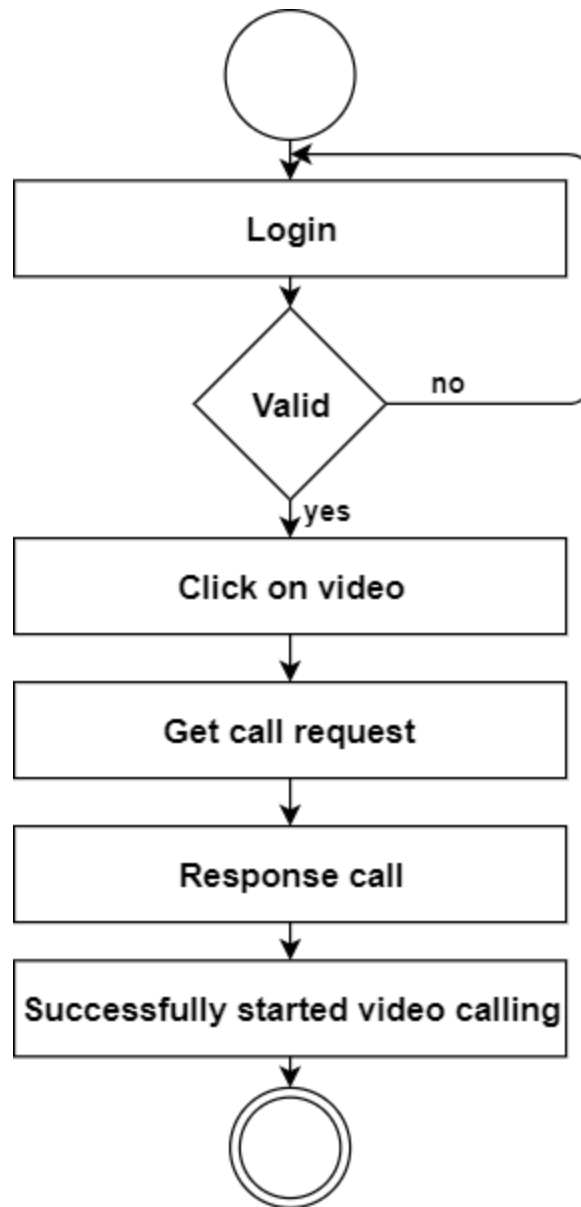 Login
Valid
no
yes
Click on video
Get call request
Response call
Successfully started video calling